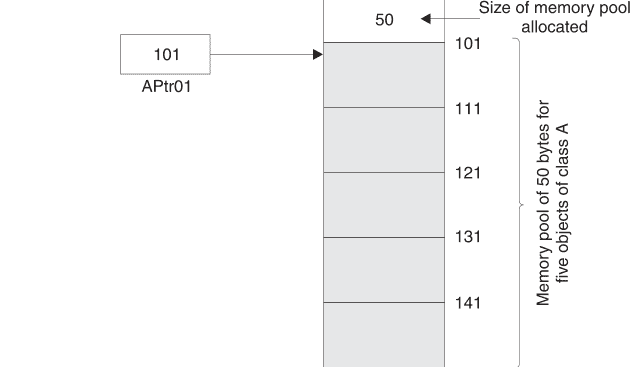 Size of memory pool
allocated
50
101
101
APtr01
111
121
131
141
Memory pool of 50 bytes for
five objects of class A